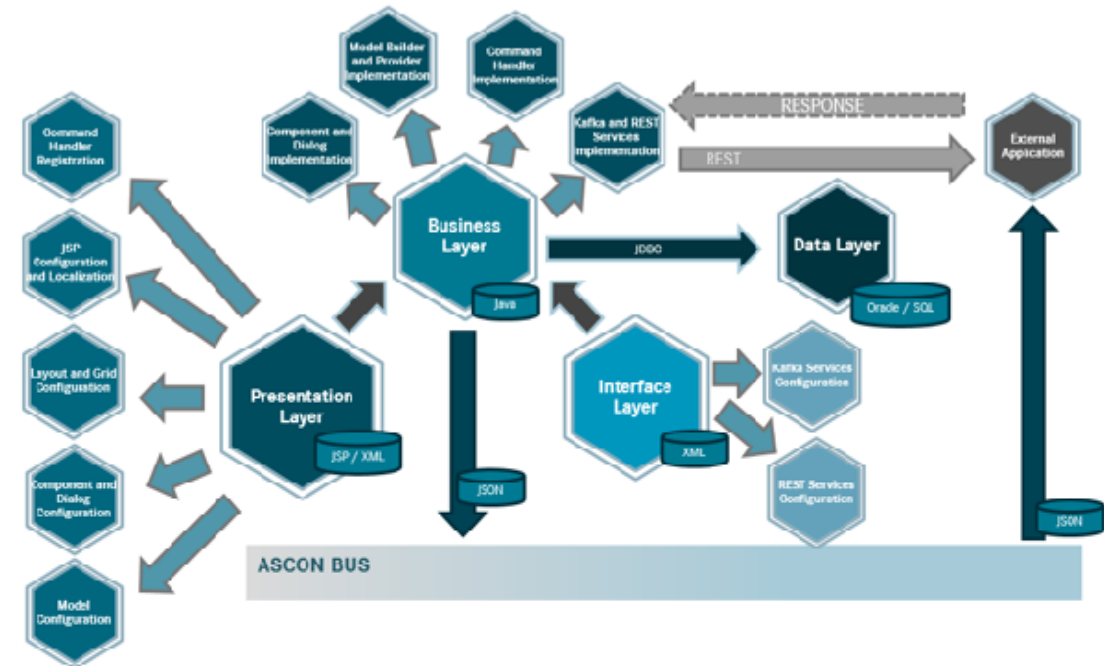 Model Builder
and Provider
Implementation
Command
Handler
Implementation
Command
Handler
Registration
Component and
Dialog
Implementation
Kafka and REST
Services
Implementation
RESPONSE
REST
External
Application
Business
Layer
Java
Data Layer
Oracle / SQL
JSP
Configuration
and Localization
Layout and Grid
Configuration
Presentation
Layer
JSP / XML
Interface
Layer
XML
Kafka Services
Configuration
Component and
Dialog
Configuration
REST Services
Configuration
JSON
JSON
ASCON BUS
Model
Configuration